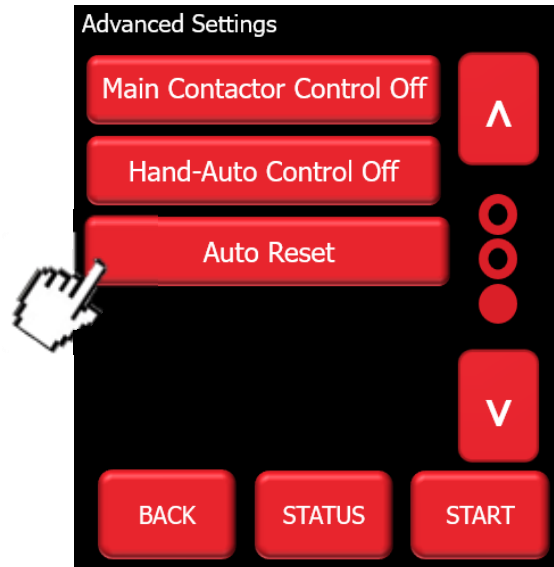 Advanced Settings
Main Contactor Control Off
Hand-Auto Control Off
Auto Reset
BACK
STATUS
START